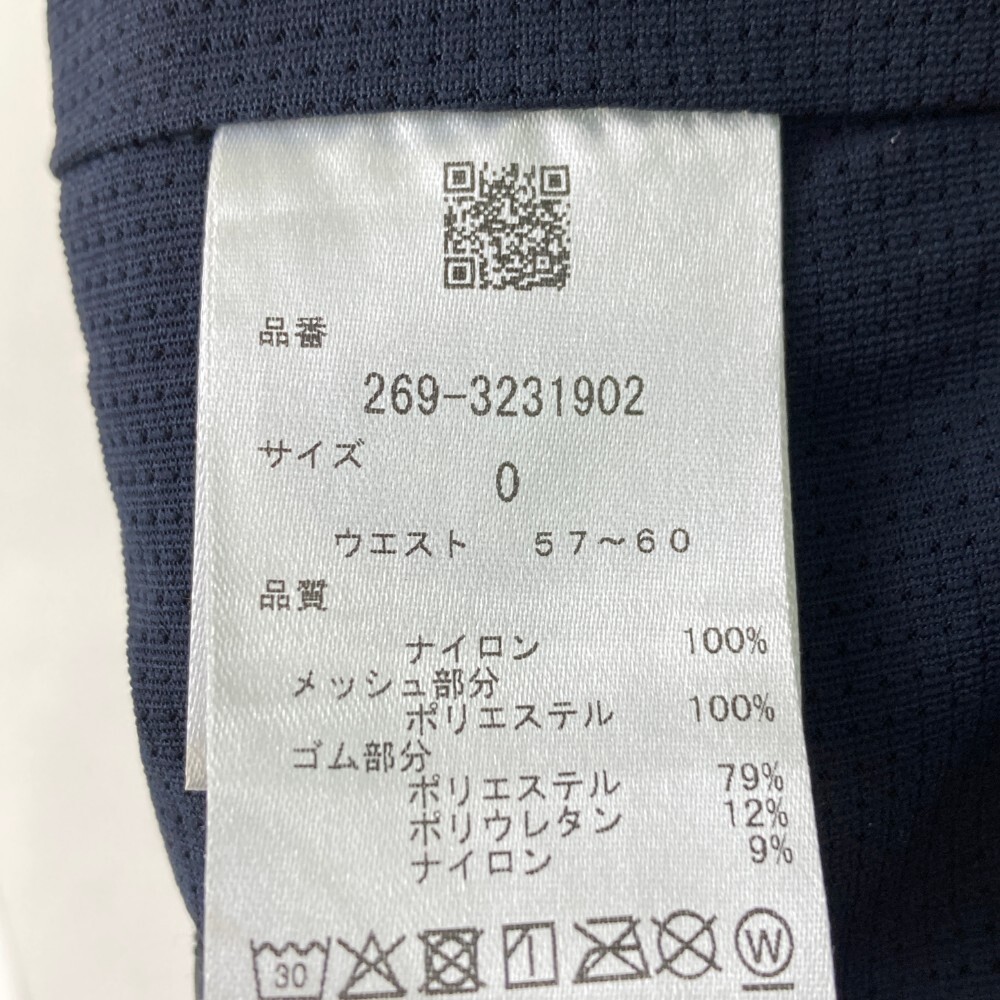 品番
269-3231902
サイズ
0
ウエスト 57～60
品質
ナイロン 100%
メッシュ部分
ポリエステル 100%
ゴム部分
ポリエステル 79%
ポリウレタン 12%
ナイロン 9%
30 W